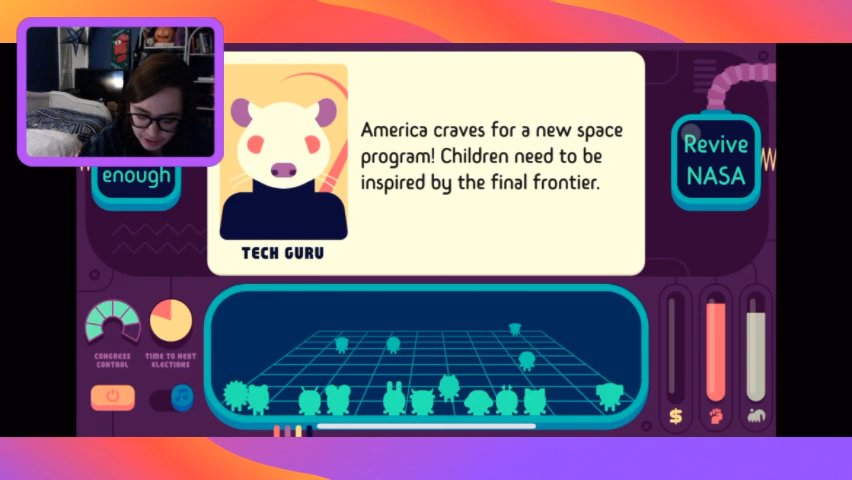 America craves for a new space
program! Children need to be
inspired by the final frontier.
TECH GURU
enough
Revive
NASA
CONGRESS
CONTROL
TIME TO NEXT
ELECTIONS
$